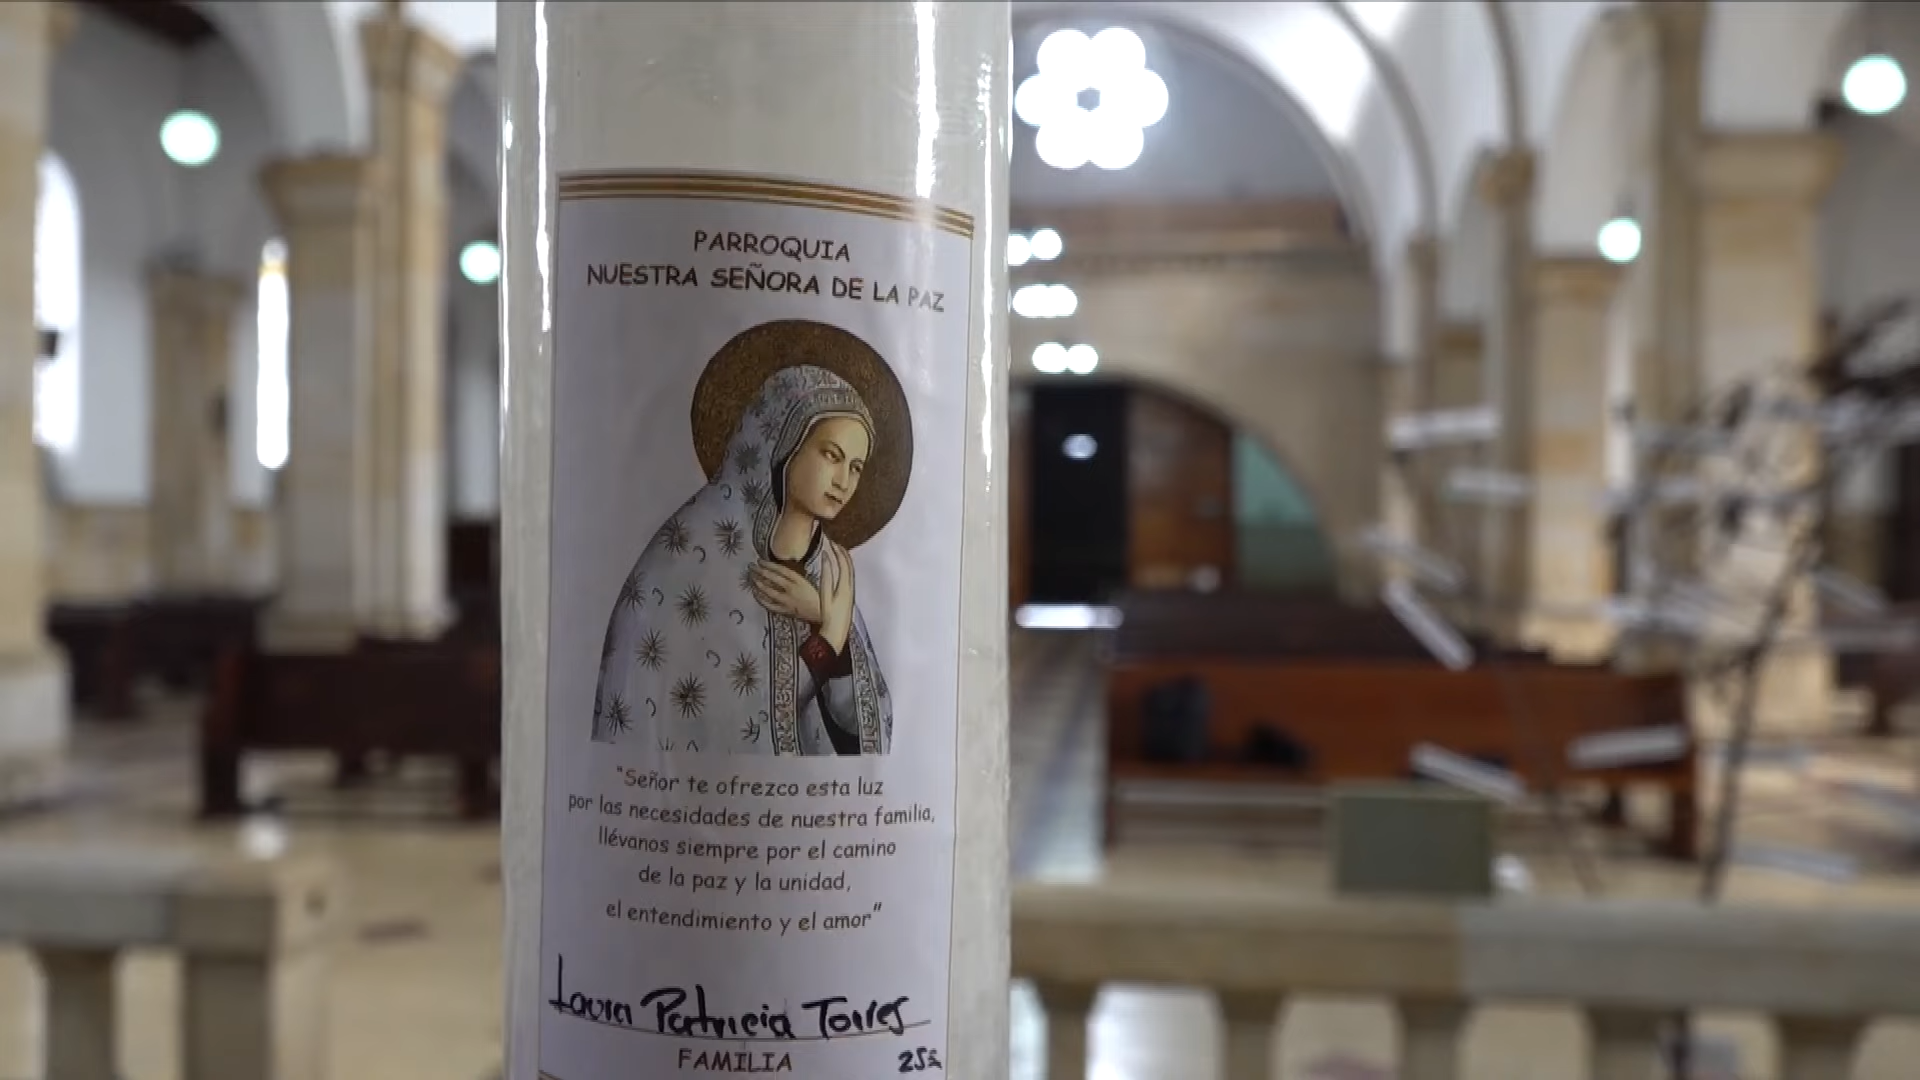 PARROQUIA
NUESTRA SEÑORA DE LA PAZ
"Señor te ofrezco esta luz
por las necesidades de nuestra familia,
llévanos siempre por el camino
de la paz y la unidad,
el entendimiento y el amor"
Laura Patricia Torres
FAMILIA